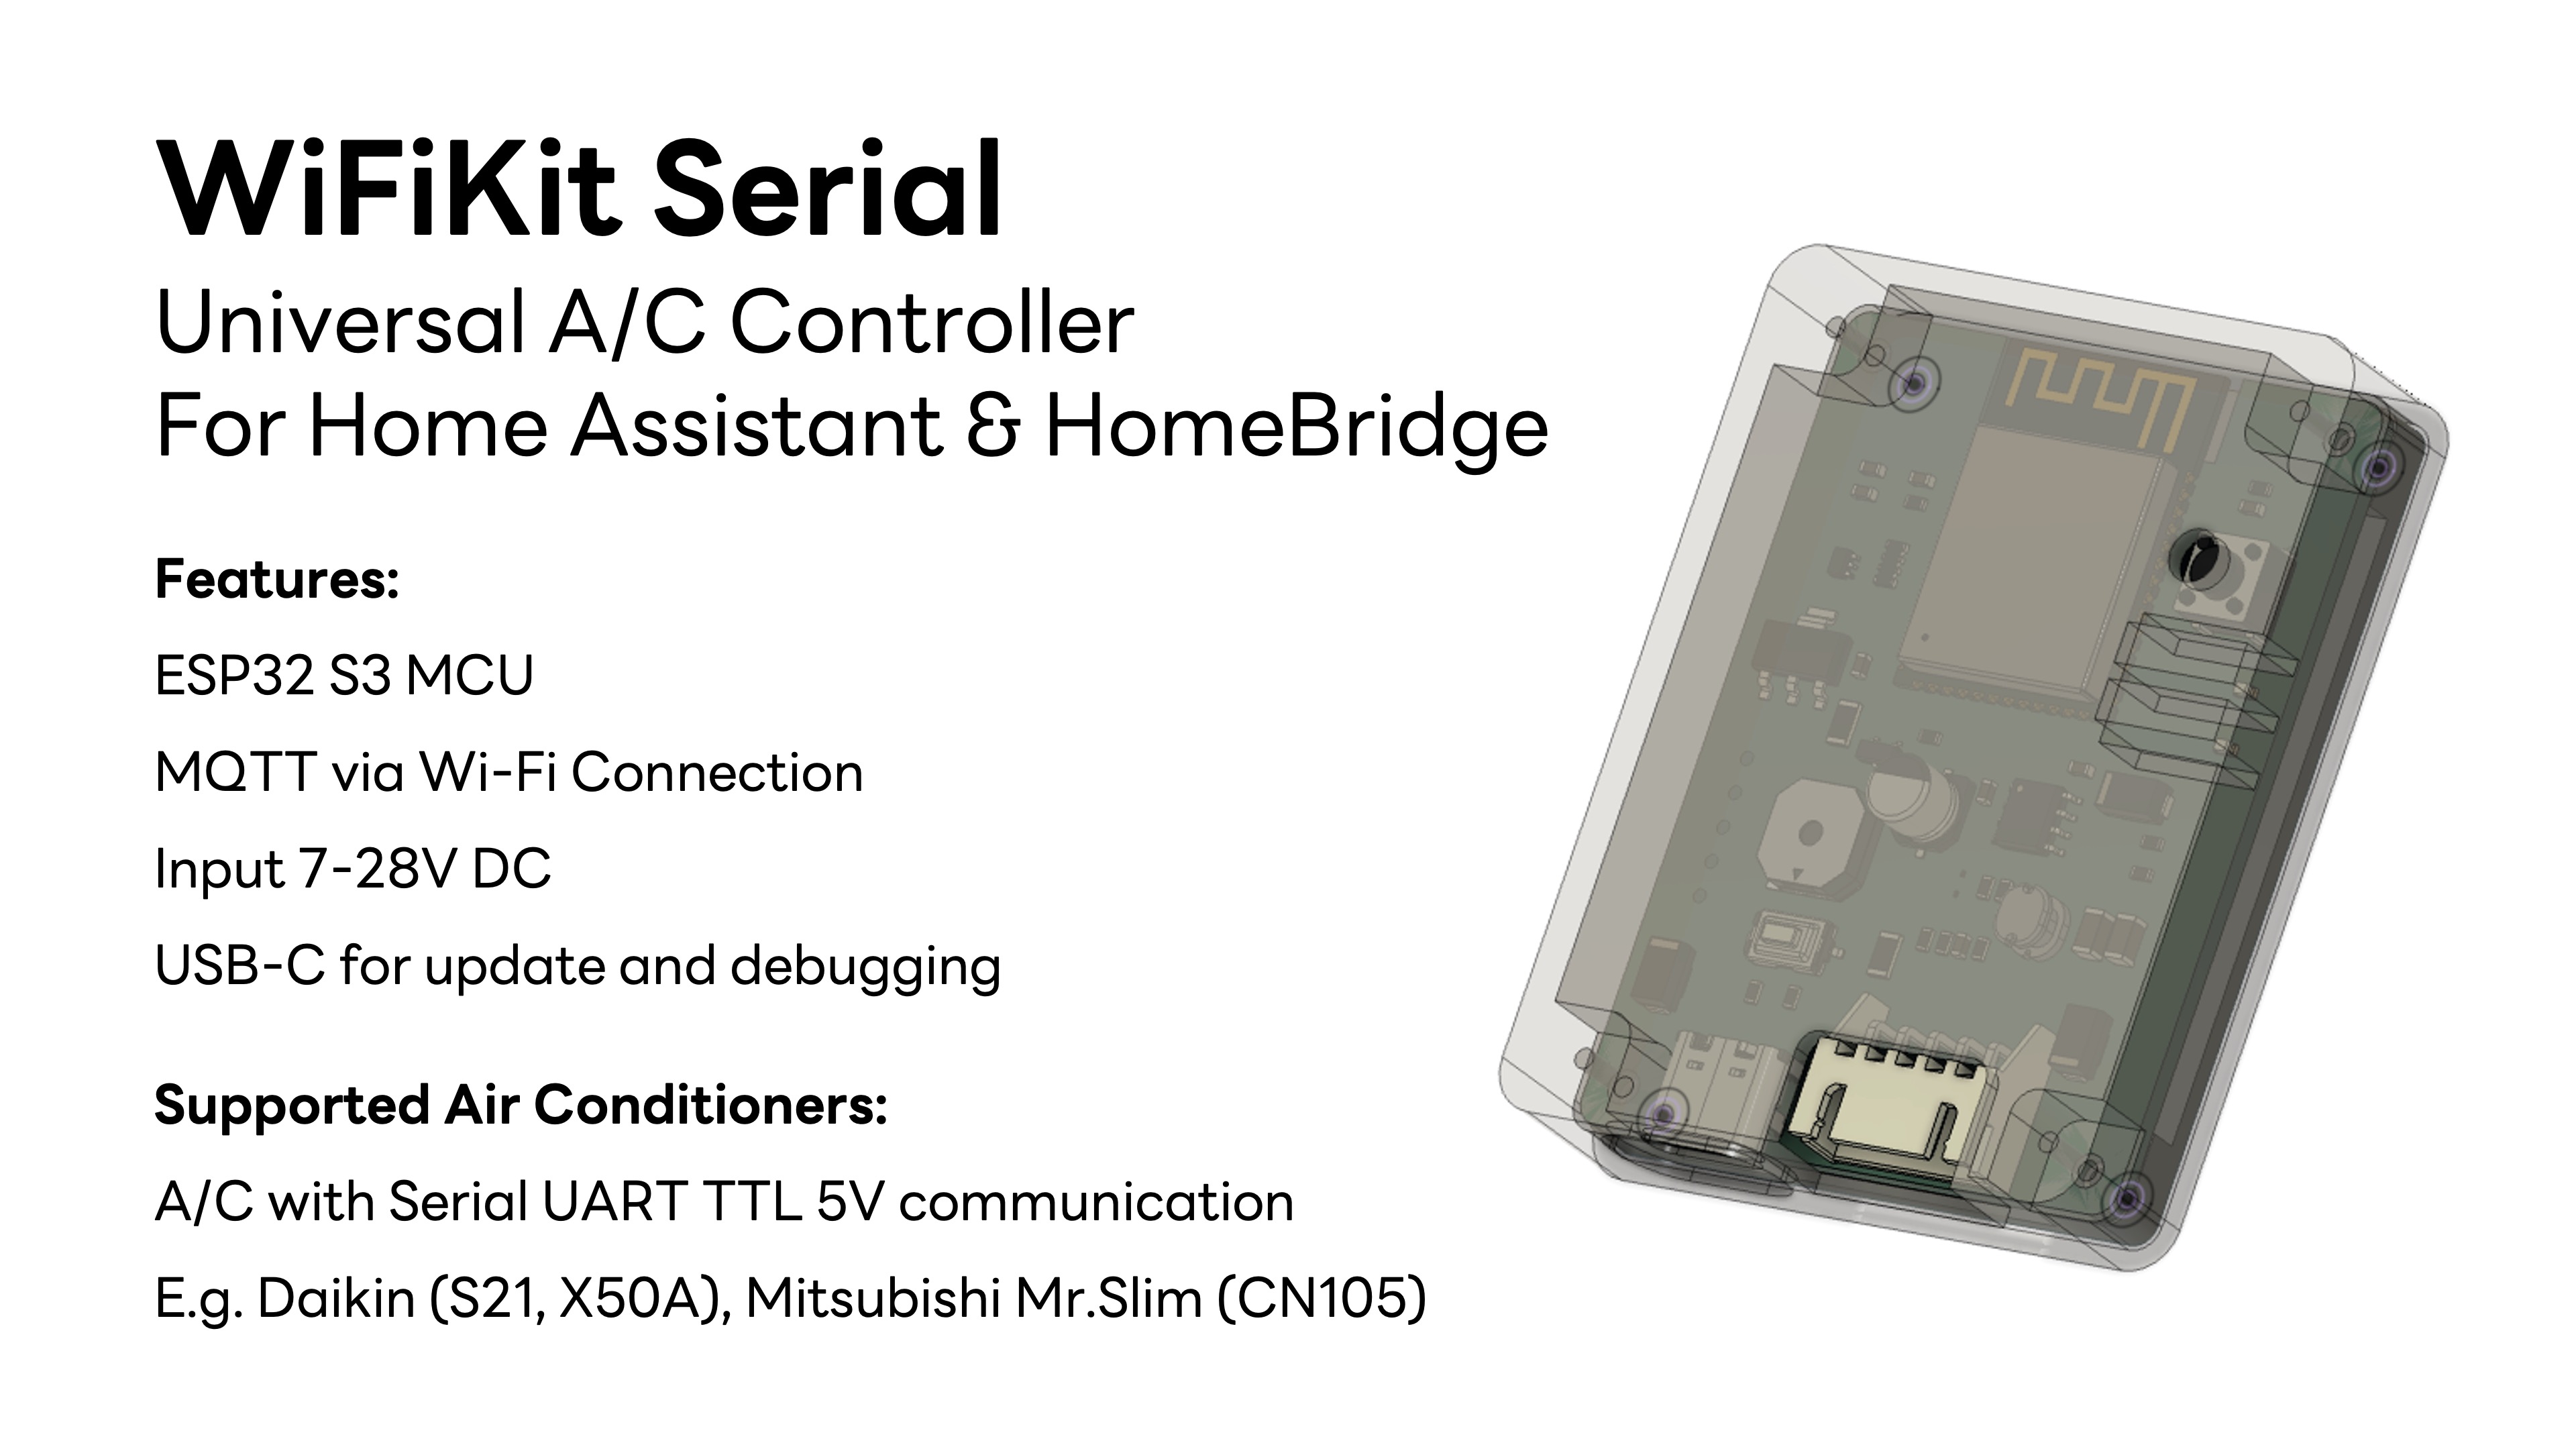 WiFiKit Serial
Universal A/C Controller
For Home Assistant & HomeBridge
Features:
ESP32 S3 MCU
MQTT via Wi-Fi Connection
Input 7-28V DC
USB-C for update and debugging
Supported Air Conditioners:
A/C with Serial UART TTL 5V communication
E.g. Daikin (S21, X50A), Mitsubishi Mr.Slim (CN105)